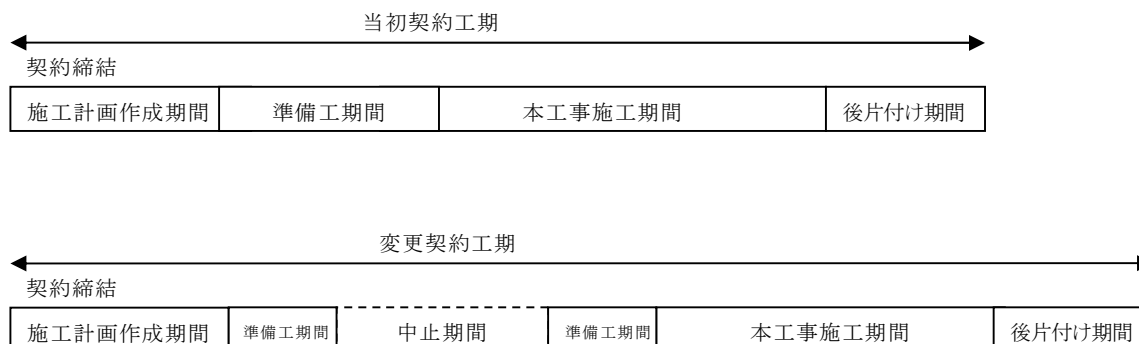 当初契約工期
契約締結
施工計画作成期間 準備工期間 本工事施工期間 後片付け期間
変更契約工期
契約締結
施工計画作成期間 準備工期間 中止期間 準備工期間 本工事施工期間 後片付け期間